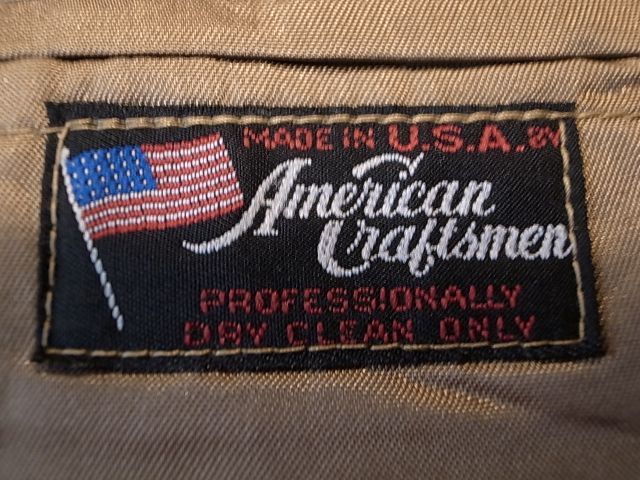 MADE IN U.S.A. BY
American
Craftsmen
PROFESSIONALLY
DRY CLEAN ONLY